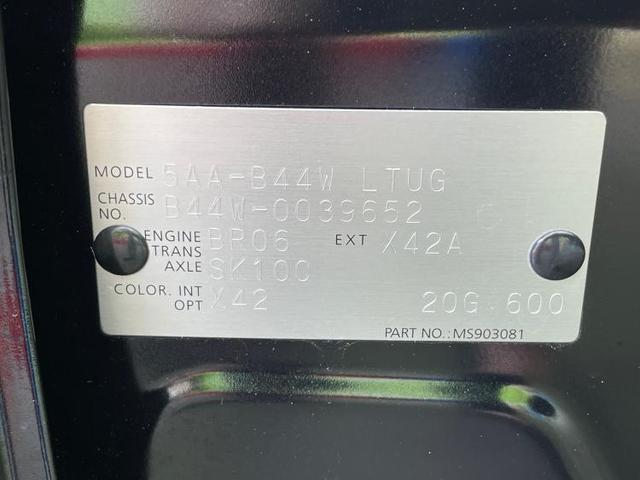 MODEL 5AA-B44W LTUG
CHASSIS NO. B44W-0039652
ENGINE BR06 EXT X42A
TRANS AXLE SK100
COLOR. INT OPT X42 20G 600
PART NO.: MS903081